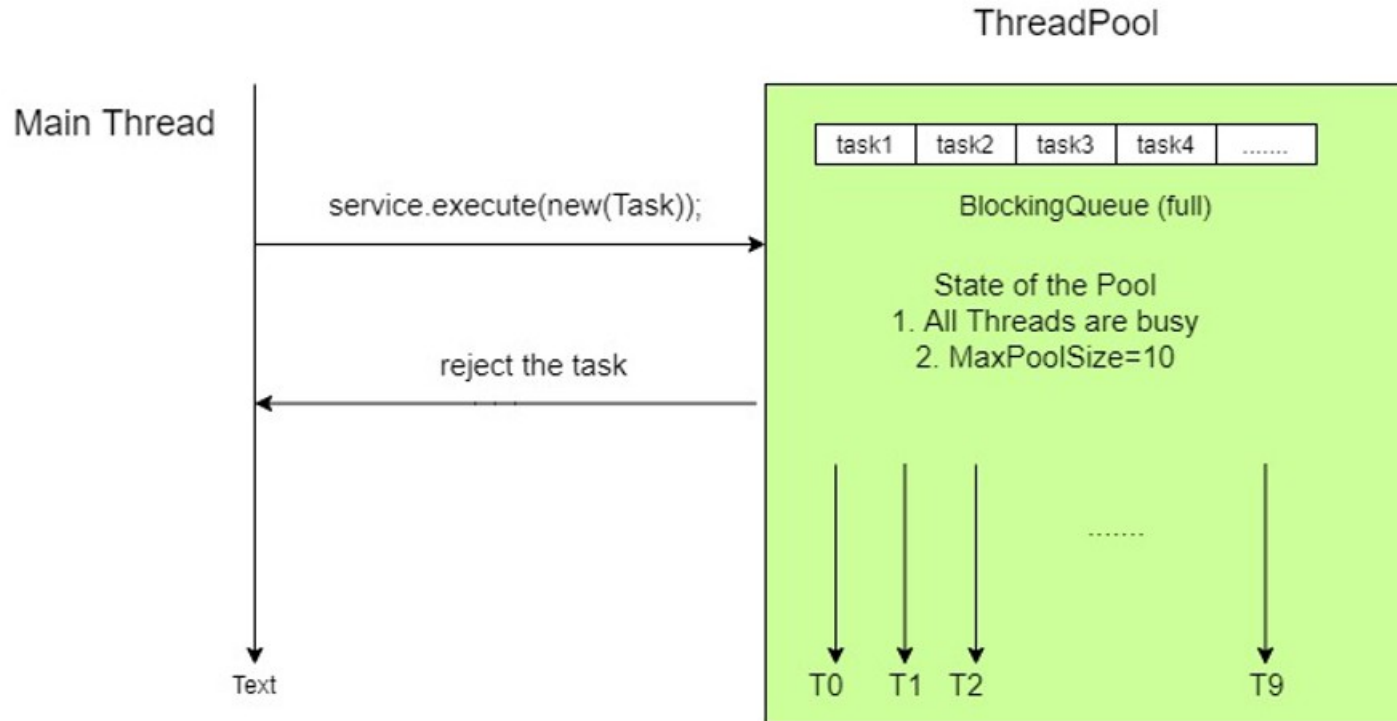 ThreadPool
Main Thread
task1 task2 task3 task4 .......
service.execute(new(Task));
BlockingQueue (full)
State of the Pool
1. All Threads are busy
2. MaxPoolSize=10
reject the task
.......
Text
T0 T1 T2 T9